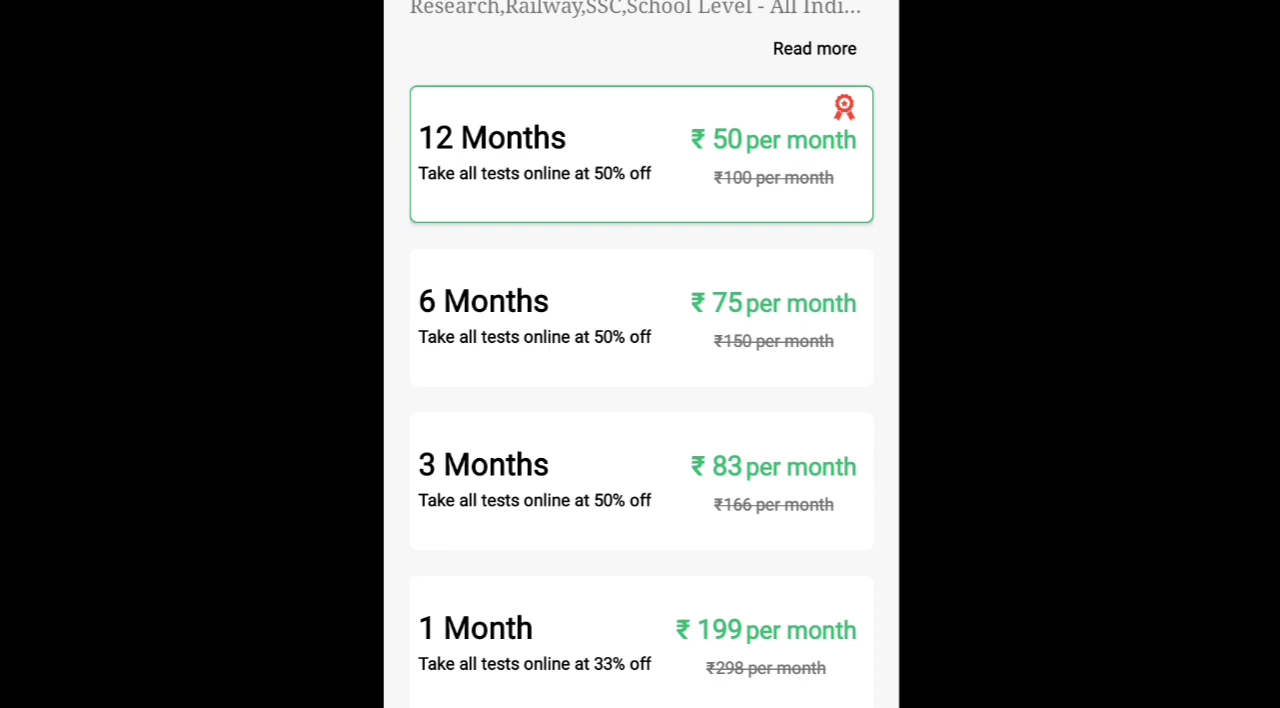 Research,Railway,SSC,School Level - All Indi...
Read more
12 Months
₹ 50 per month
Take all tests online at 50% off
₹100 per month
6 Months
₹ 75 per month
Take all tests online at 50% off
₹150 per month
3 Months
₹ 83 per month
Take all tests online at 50% off
₹166 per month
1 Month
₹ 199 per month
Take all tests online at 33% off
₹298 per month